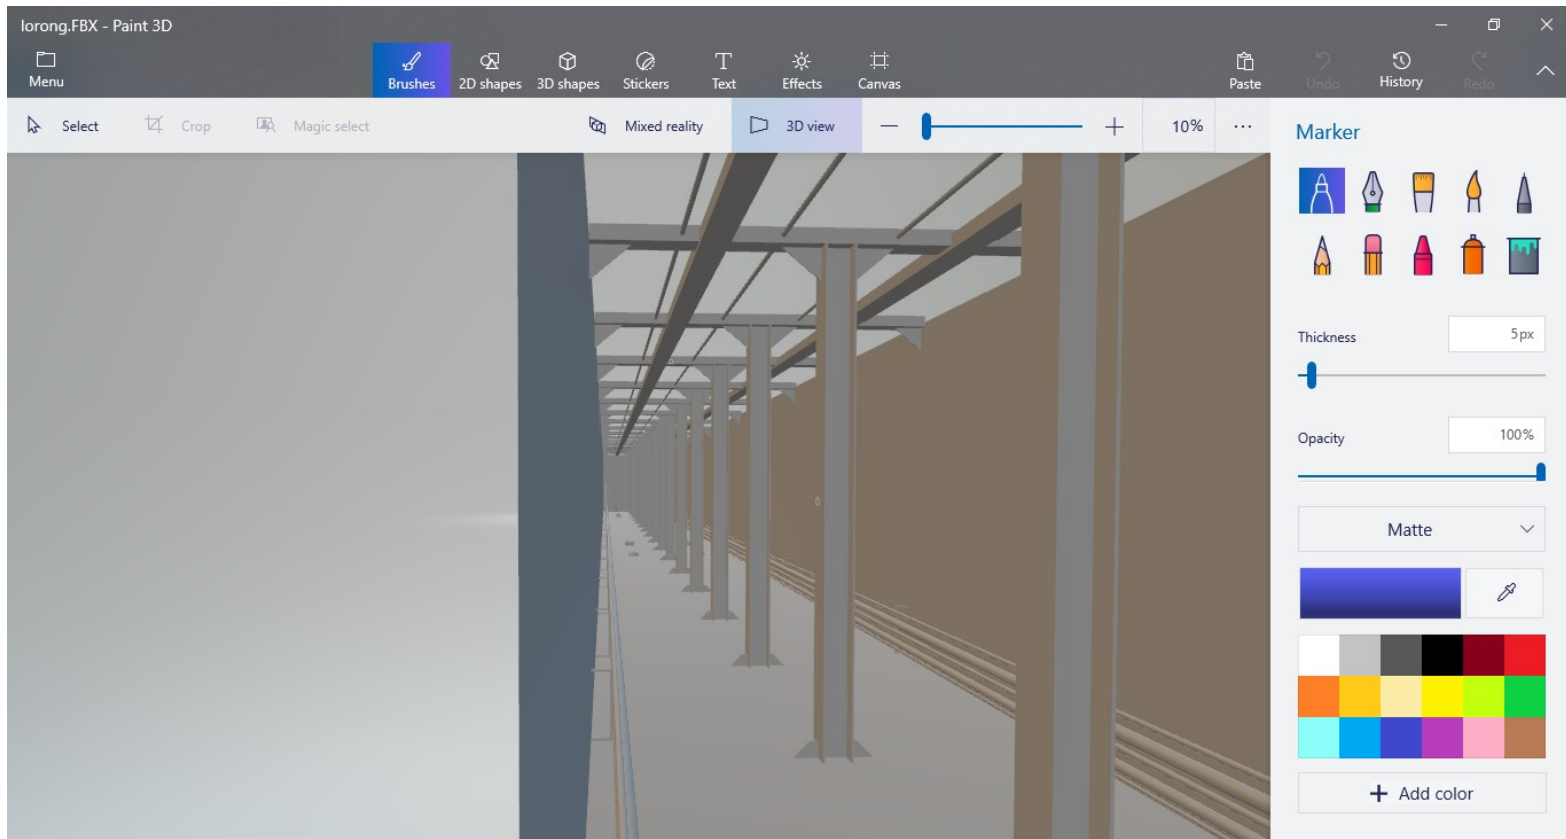 lorong.FBX - Paint 3D
Menu
Brushes
2D shapes
3D shapes
Stickers
Text
Effects
Canvas
Paste
Undo
History
Redo
Select
Crop
Magic select
Mixed reality
3D view
10%
Marker
Thickness
5px
Opacity
100%
Matte
Add color